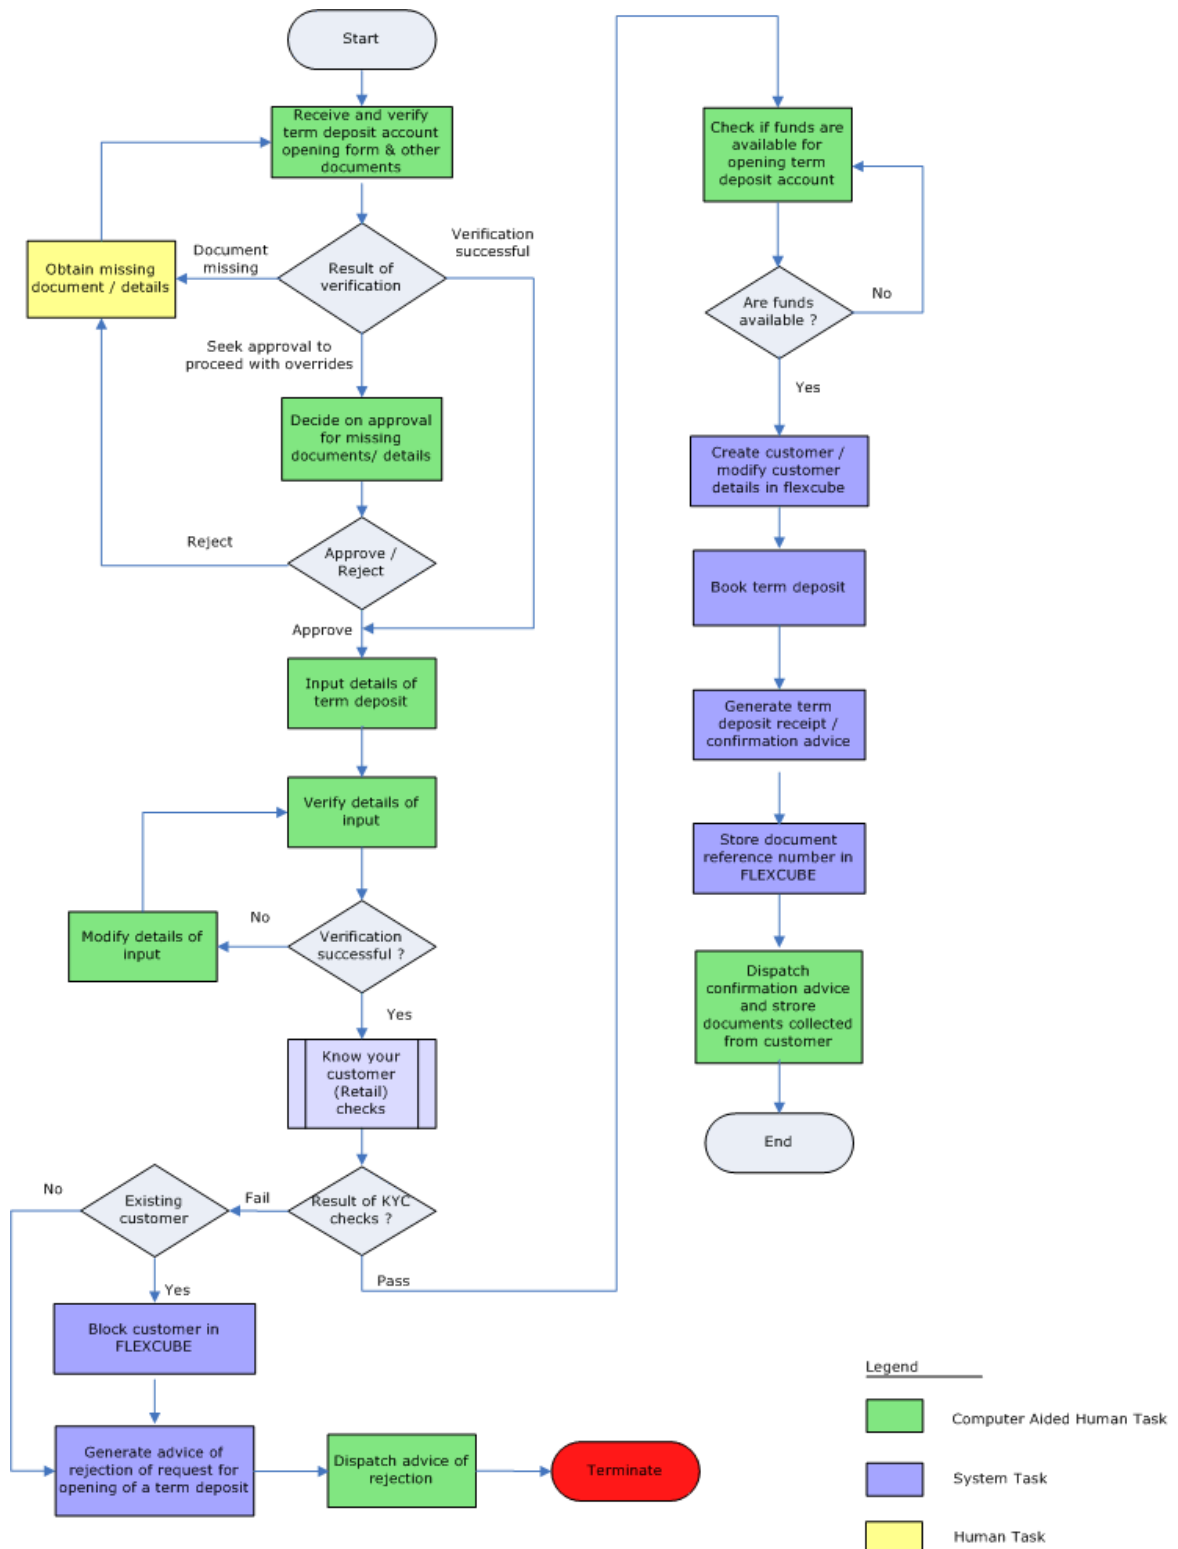 Start
Receive and verify
term deposit account
opening form & other
documents
Verification
successful
Document
missing
Result of
verification
Obtain missing
document / details
Seek approval to
proceed with overrides
Decide on approval
for missing
documents/ details
Reject
Approve /
Reject
Approve
Input details of
term deposit
Verify details of
input
No
Modify details of
input
Verification
successful ?
Yes
Know your
customer
(Retail)
checks
No
Existing
customer
Fail
Result of KYC
checks ?
Pass
Yes
Block customer in
FLEXCUBE
Generate advice of
rejection of request for
opening of a term deposit
Dispatch advice of
rejection
Terminate
Check if funds are
available for
opening term
deposit account
No
Are funds
available ?
Yes
Create customer /
modify customer
details in flexcube
Book term deposit
Generate term
deposit receipt /
confirmation advice
Store document
reference number in
FLEXCUBE
Dispatch
confirmation advice
and strore
documents collected
from customer
End
Legend
Computer Aided Human Task
System Task
Human Task